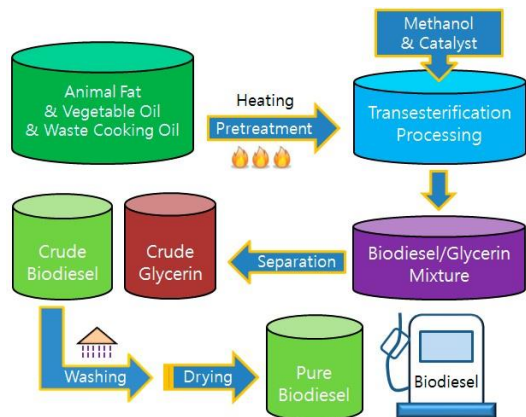 Methanol
& Catalyst
Animal Fat
& Vegetable Oil
& Waste Cooking Oil
Heating
Pretreatment
Transesterification
Processing
Crude
Biodiesel
Crude
Glycerin
Separation
Biodiesel/Glycerin
Mixture
Washing
Drying
Pure
Biodiesel
Biodiesel